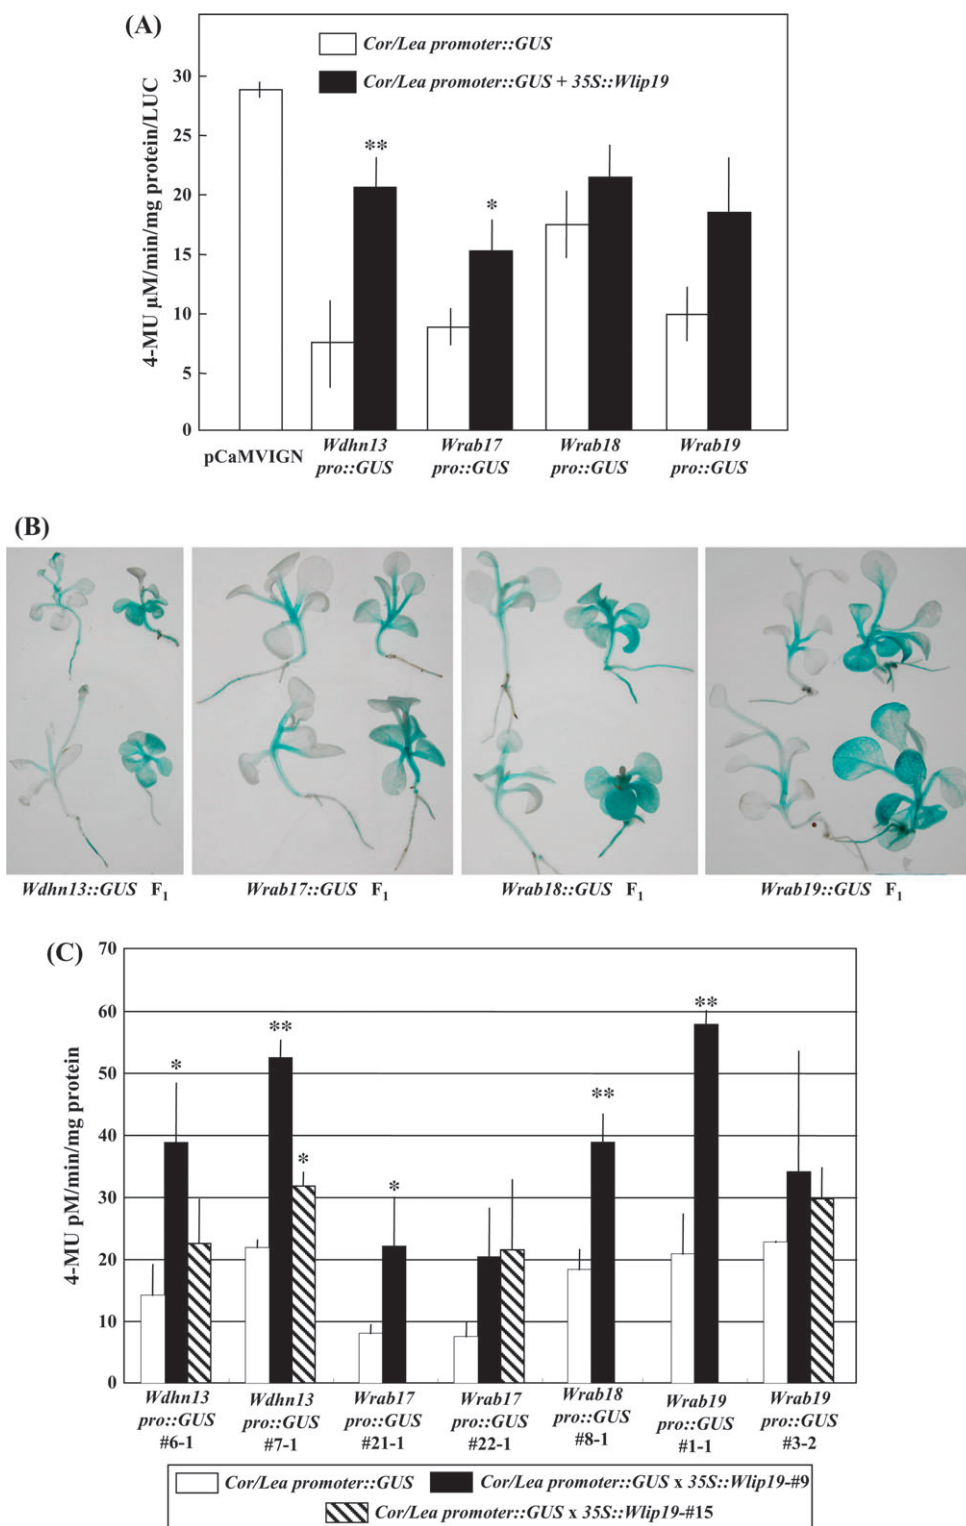 (A)
Cor/Lea promoter::GUS
Cor/Lea promoter::GUS + 35S::Wlip19
4-MU µM/min/mg protein/LUC
30
25
20
15
10
5
0
**
*
pCaMVIGN
Wdhn13 pro::GUS
Wrab17 pro::GUS
Wrab18 pro::GUS
Wrab19 pro::GUS
(B)
Wdhn13::GUS F1
Wrab17::GUS F1
Wrab18::GUS F1
Wrab19::GUS F1
(C)
4-MU pM/min/mg protein
70
60
50
40
30
20
10
0
*
**
*
*
**
**
Wdhn13 pro::GUS #6-1
Wdhn13 pro::GUS #7-1
Wrab17 pro::GUS #21-1
Wrab17 pro::GUS #22-1
Wrab18 pro::GUS #8-1
Wrab19 pro::GUS #1-1
Wrab19 pro::GUS #3-2
Cor/Lea promoter::GUS
Cor/Lea promoter::GUS x 35S::Wlip19-#9
Cor/Lea promoter::GUS x 35S::Wlip19-#15